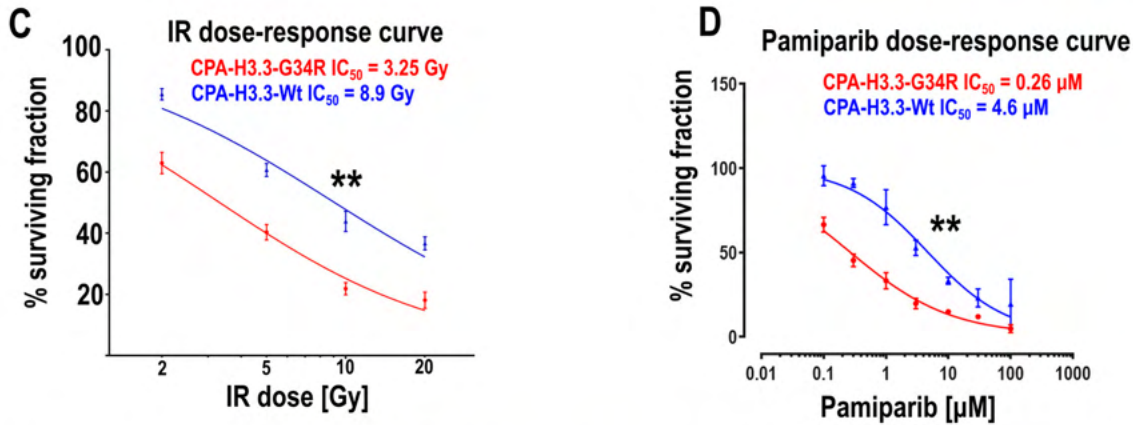 C
IR dose-response curve
CPA-H3.3-G34R IC₅₀ = 3.25 Gy
CPA-H3.3-Wt IC₅₀ = 8.9 Gy
% surviving fraction
100
80
60
40
20
**
2 5 10 20
IR dose [Gy]
D
Pamiparib dose-response curve
CPA-H3.3-G34R IC₅₀ = 0.26 µM
CPA-H3.3-Wt IC₅₀ = 4.6 µM
% surviving fraction
150
100
50
0
**
0.01 0.1 1 10 100 1000
Pamiparib [µM]